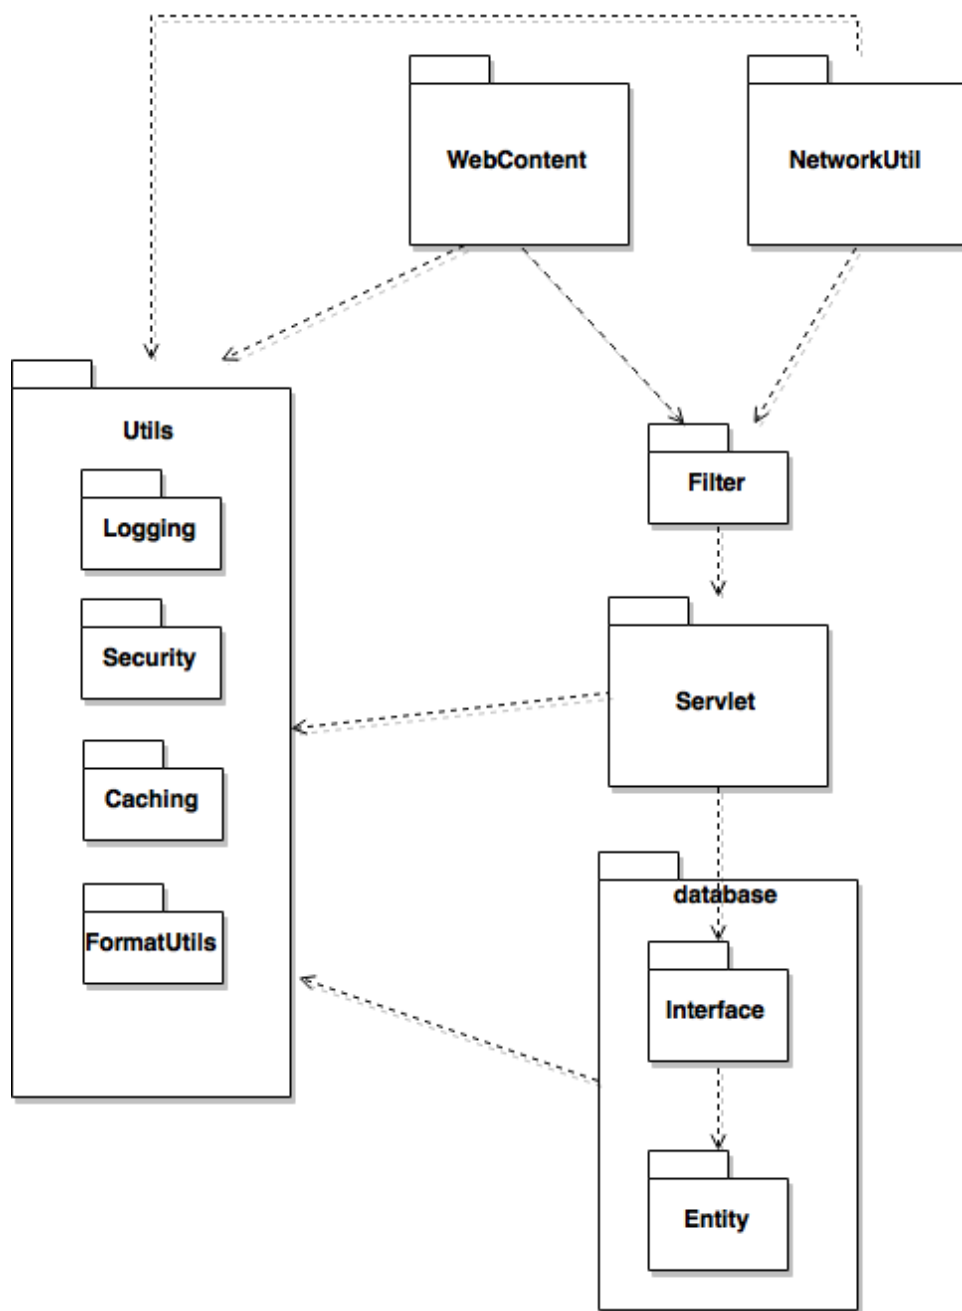 WebContent
NetworkUtil
Utils
Logging
Security
Caching
FormatUtils
Filter
Servlet
database
Interface
Entity